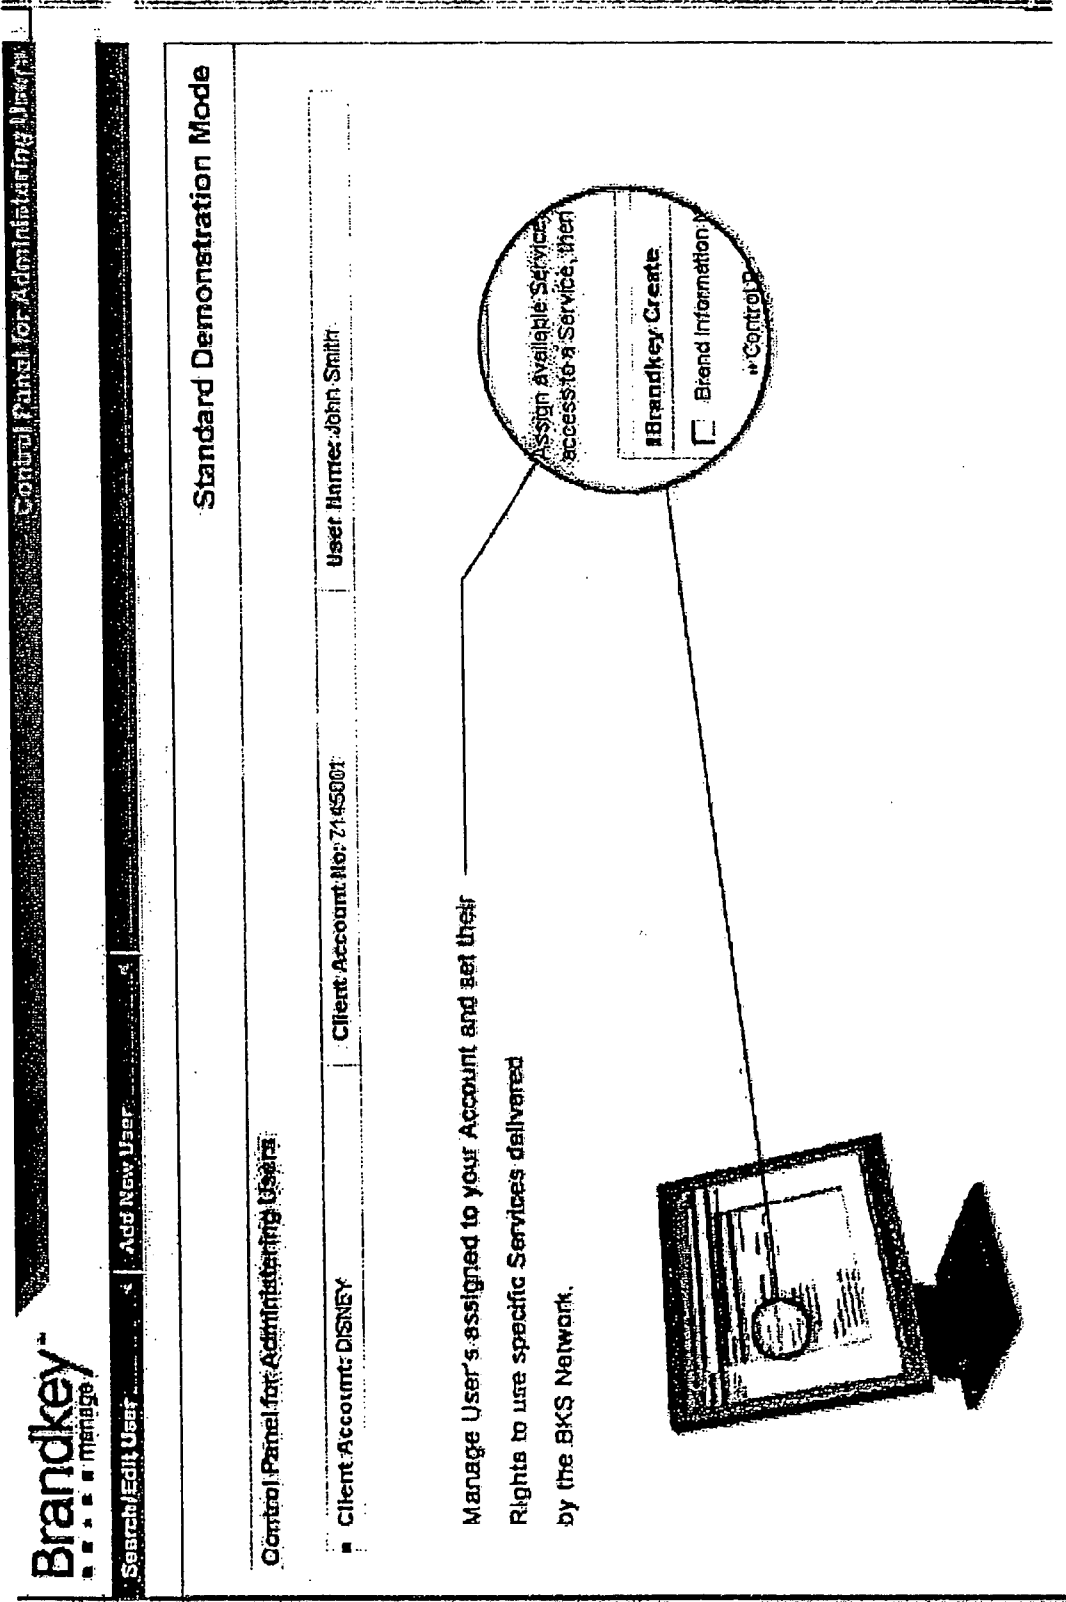 Brandkey™
manage
Control Panel for Administering Users
Search/Edit User
Add New User
Standard Demonstration Mode
Control Panel for Administering Users
Client Account: DISNEY
Client Account No: 7145001
User Name: John Smith
Manage User's assigned to your Account and set their
Rights to use specific Services delivered
by the BKS Network.
Assign available Service
access to a Service, then
Brandkey Create
Brand Information
"Control P